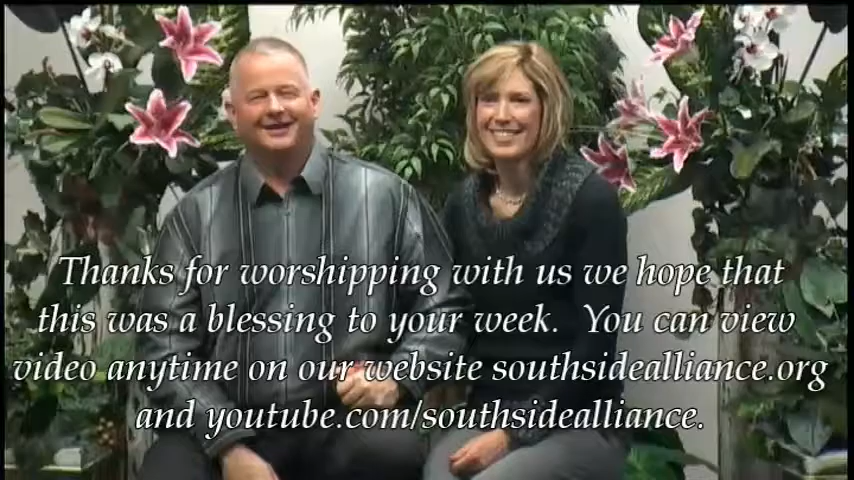 Thanks for worshipping with us we hope that
this was a blessing to your week.  You can view
video anytime on our website southsidealliance.org
and youtube.com/southsidealliance.